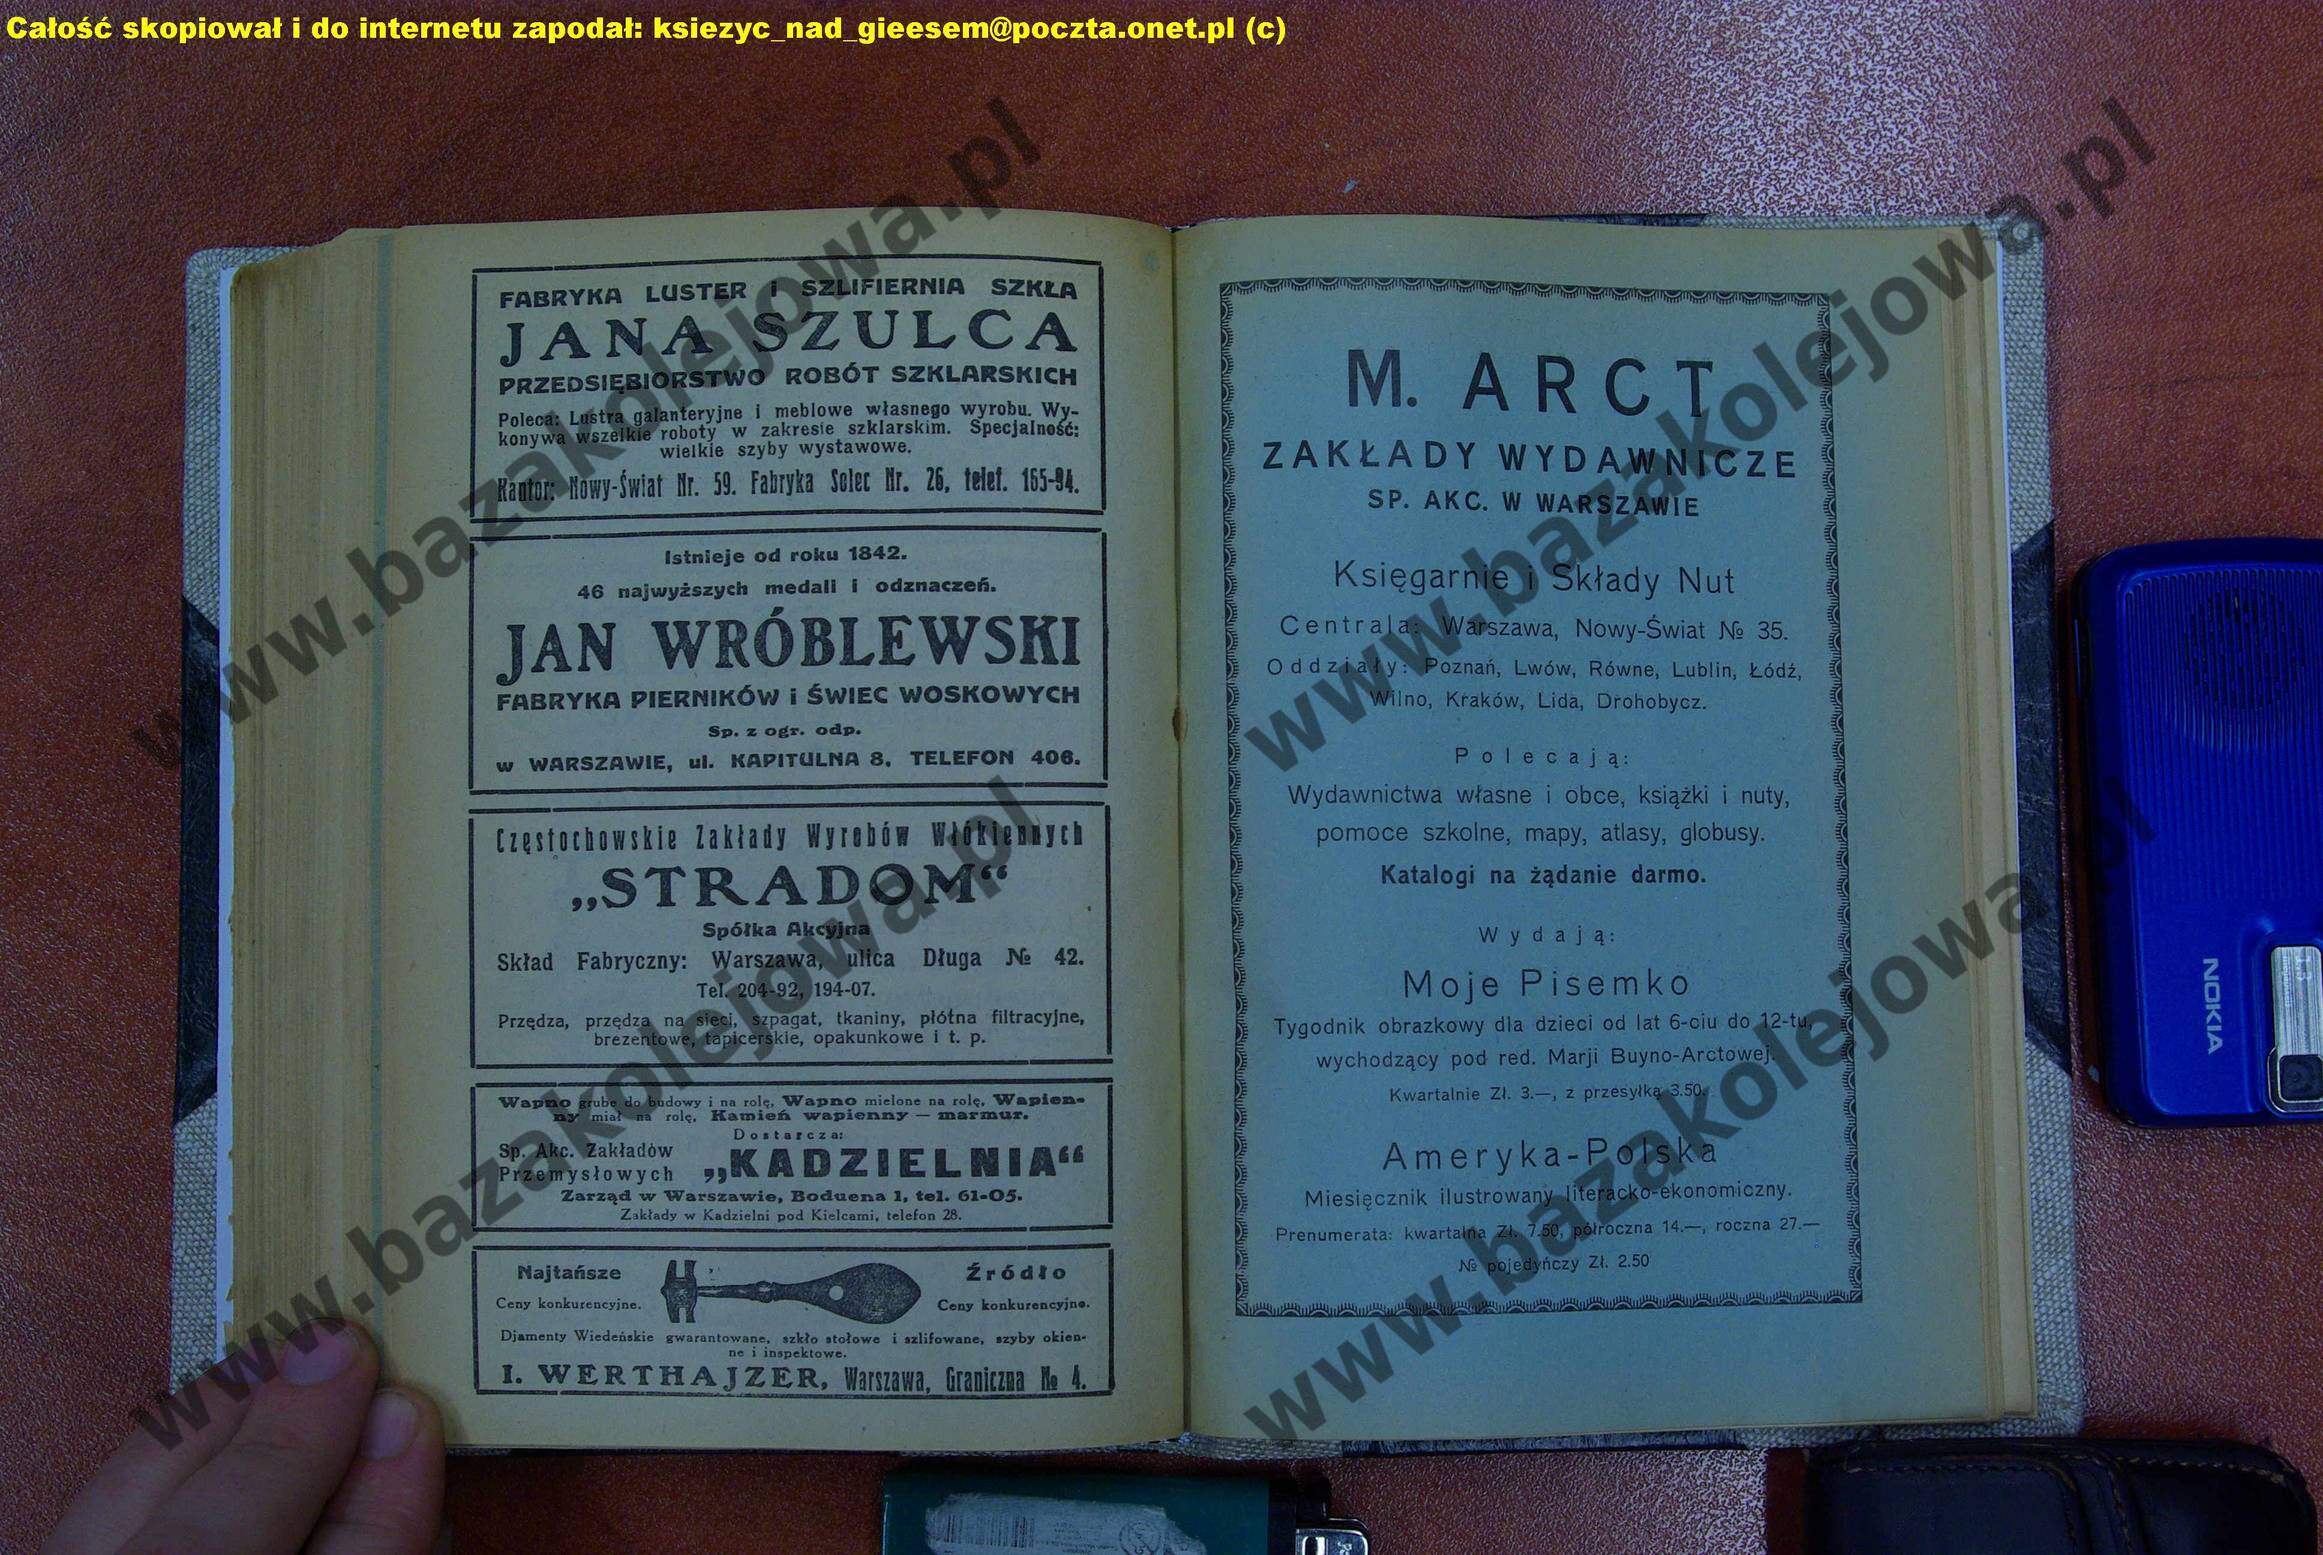 Całość skopiował i do internetu zapodał: ksiezyc_nad_gieesem@poczta.onet.pl (c)
FABRYKA LUSTER i SZLIFIERNIA SZKŁA
JANA SZULCA
PRZEDSIĘBIORSTWO ROBÓT SZKLARSKICH
Poleca: Lustra galanteryjne i meblowe własnego wyrobu. Wy-
konywa wszelkie roboty w zakresie szklarskim. Specjalność:
wielkie szyby wystawowe.
Kantor: Nowy-Świat Nr. 59. Fabryka Solec Nr. 26, telef. 165-94.
Istnieje od roku 1842.
46 najwyższych medali i odznaczeń.
JAN WRÓBLEWSKI
FABRYKA PIERNIKÓW i ŚWIEC WOSKOWYCH
Sp. z ogr. odp.
w WARSZAWIE, ul. KAPITULNA 8. TELEFON 406.
Częstochowskie Zakłady Wyrobów Włókiennych
„STRADOM“
Spółka Akcyjna
Skład Fabryczny: Warszawa, ulica Długa № 42.
Tel. 204-92, 194-07.
Przędza, przędza na sieci, szpagat, tkaniny, płótna filtracyjne,
brezentowe, tapicerskie, opakunkowe i t. p.
Wapno grube do budowy i na rolę, Wapno mielone na rolę, Wapien-
ny miał na rolę, Kamień wapienny — marmur.
Dostarcza:
Sp. Akc. Zakładów
Przemysłowych „KADZIELNIA“
Zarząd w Warszawie, Boduena 1, tel. 61-05.
Zakłady w Kadzielni pod Kielcami, telefon 28.
Najtańsze Źródło
Ceny konkurencyjne. Ceny konkurencyjne.
Djamenty Wiedeńskie gwarantowane, szkło stołowe i szlifowane, szyby okien-
ne i inspektowe.
I. WERTHAJZER, Warszawa, Graniczna № 4.
M. ARCT
ZAKŁADY WYDAWNICZE
SP. AKC. W WARSZAWIE
Księgarnie i Składy Nut
Centrala: Warszawa, Nowy-Świat № 35.
Oddziały: Poznań, Lwów, Równe, Lublin, Łódź,
Wilno, Kraków, Lida, Drohobycz.
Polecają:
Wydawnictwa własne i obce, książki i nuty,
pomoce szkolne, mapy, atlasy, globusy.
Katalogi na żądanie darmo.
Wydają:
Moje Pisemko
Tygodnik obrazkowy dla dzieci od lat 6-ciu do 12-tu,
wychodzący pod red. Marji Buyno-Arctowej.
Kwartalnie Zł. 3.—, z przesyłką 3.50.
Ameryka-Polska
Miesięcznik ilustrowany literacko-ekonomiczny.
Prenumerata: kwartalna Zł. 7.50, półroczna 14.—, roczna 27.—
№ pojedyńczy Zł. 2.50
NOKIA
www.bazakolejowa.pl
www.bazakolejowa.pl
www.bazakolejowa.pl
www.bazakolejowa.pl